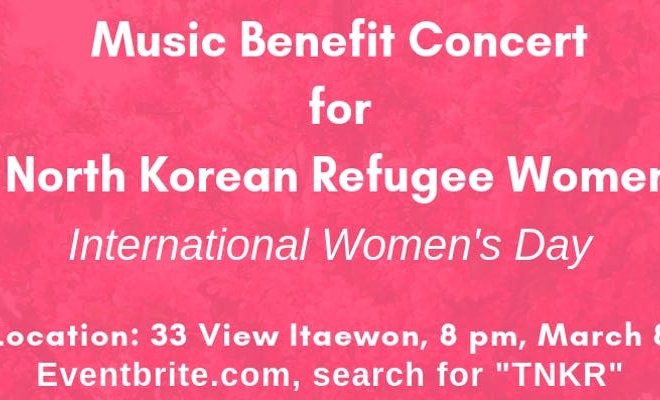 Music Benefit Concert
for
North Korean Refugee Women
International Women's Day
Location: 33 View Itaewon, 8 pm, March 8
Eventbrite.com, search for "TNKR"